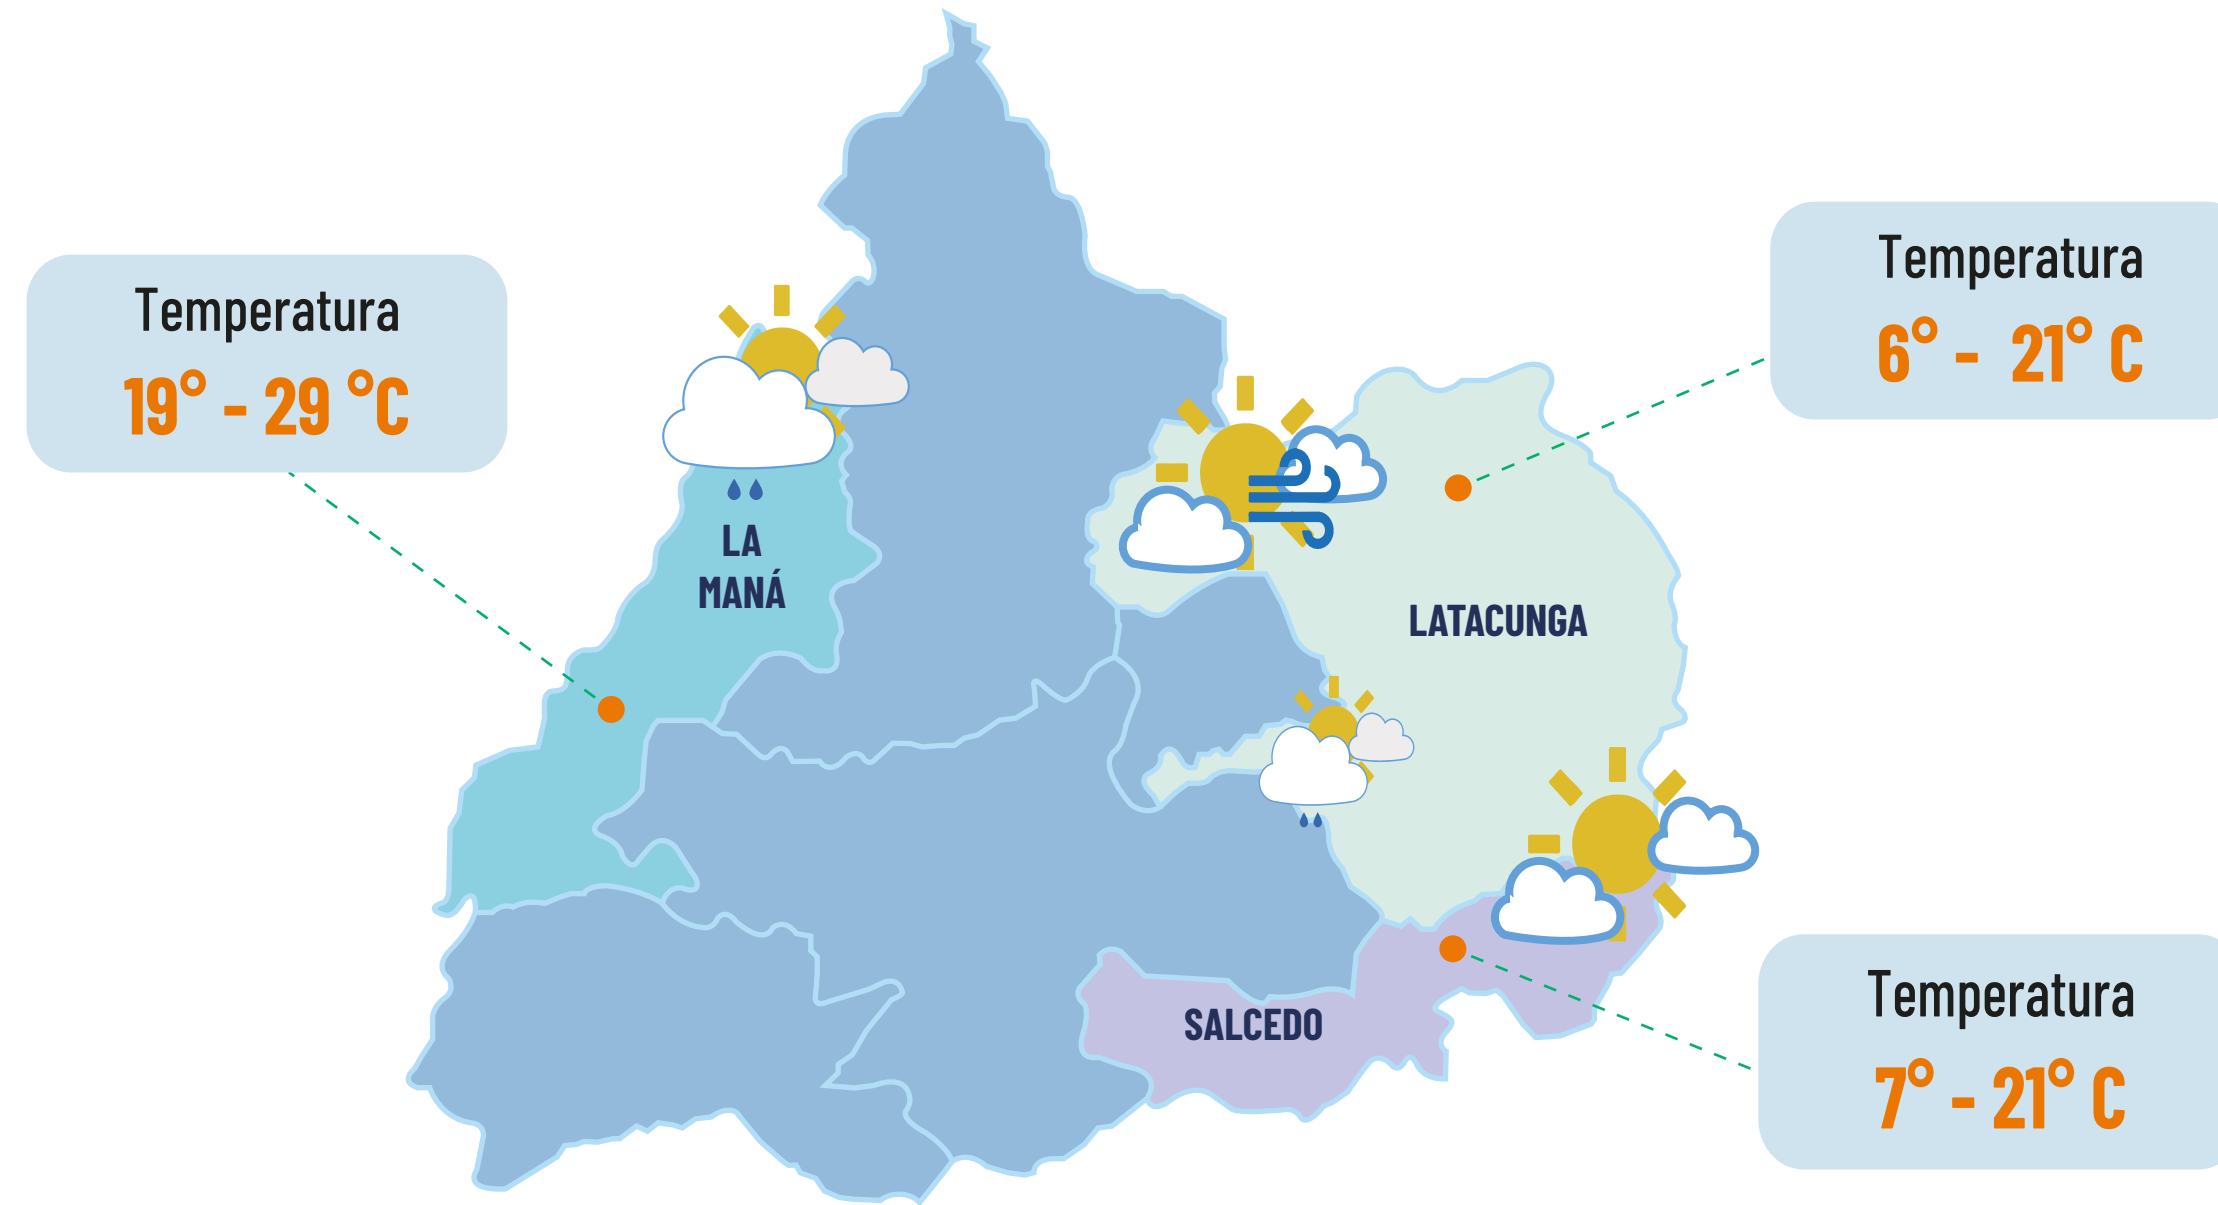 Temperatura
6° - 21° C
Temperatura
19° - 29 °C
LA
MANÁ
LATACUNGA
Temperatura
7° - 21° C
SALCEDO